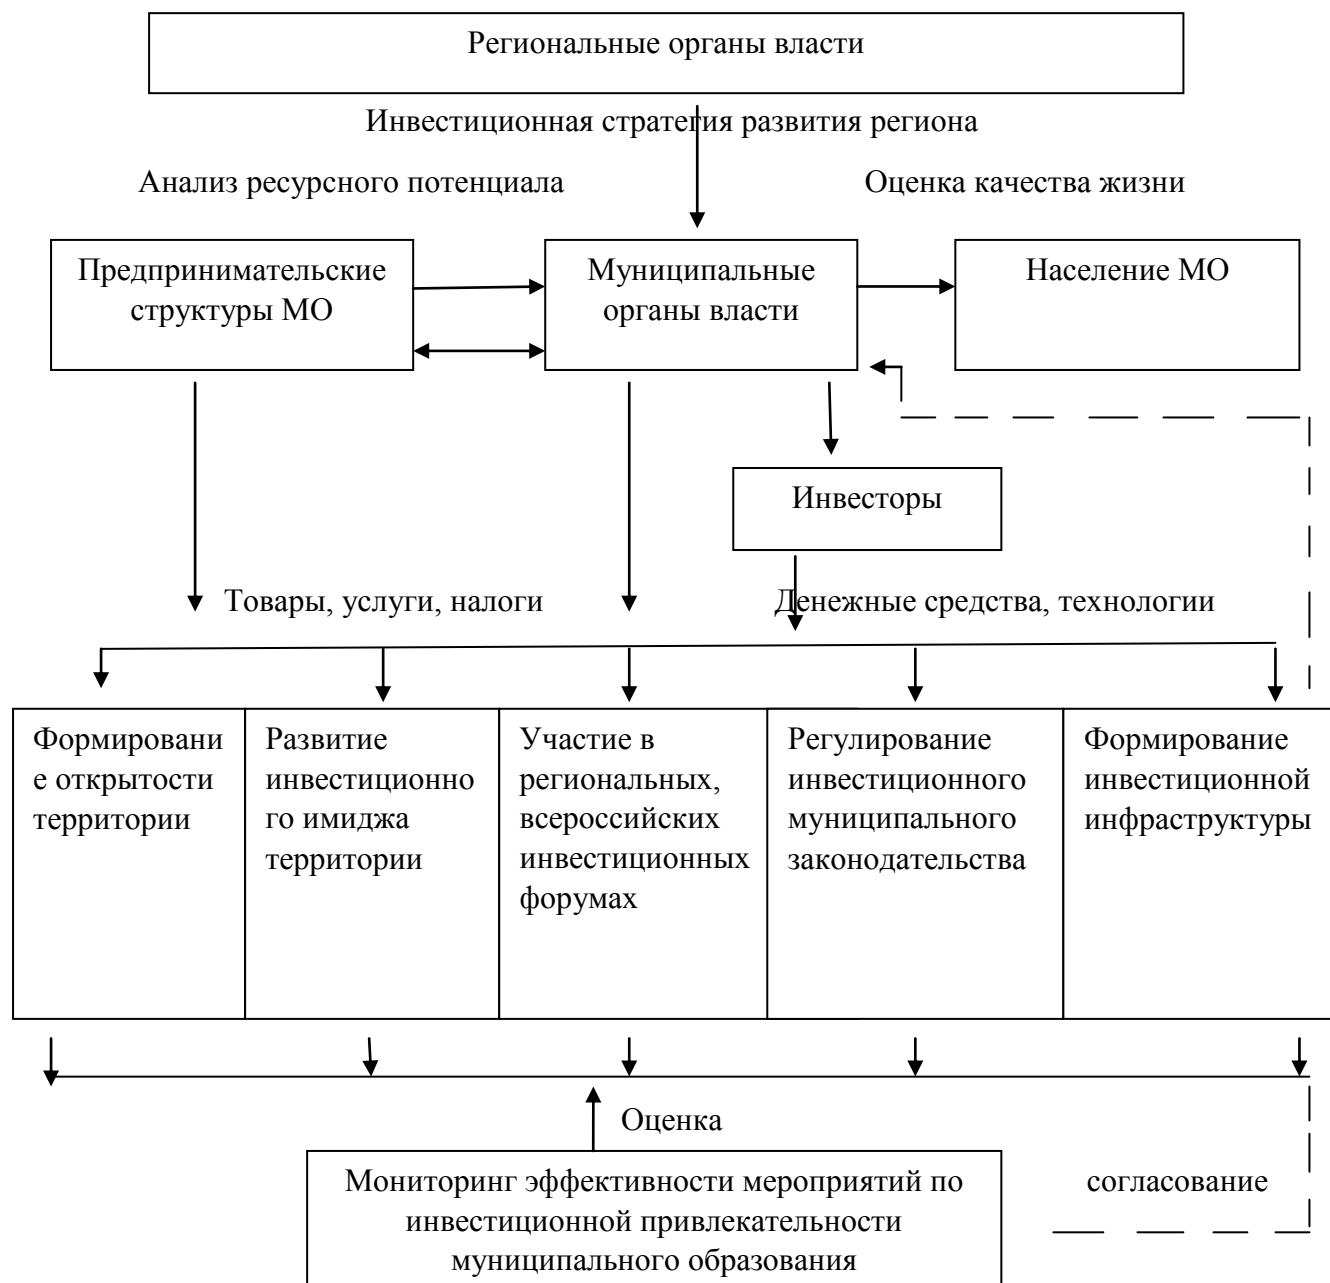 Региональные органы власти
Инвестиционная стратегия развития региона
Анализ ресурсного потенциала
Оценка качества жизни
Предпринимательские
структуры МО
Муниципальные
органы власти
Население МО
Инвесторы
Товары, услуги, налоги
Денежные средства, технологии
Формировани
е открытости
территории
Развитие
инвестиционно
го имиджа
территории
Участие в
региональных,
всероссийских
инвестиционных
форумах
Регулирование
инвестиционного
муниципального
законодательства
Формирование
инвестиционной
инфраструктуры
Оценка
Мониторинг эффективности мероприятий по
инвестиционной привлекательности
муниципального образования
согласование